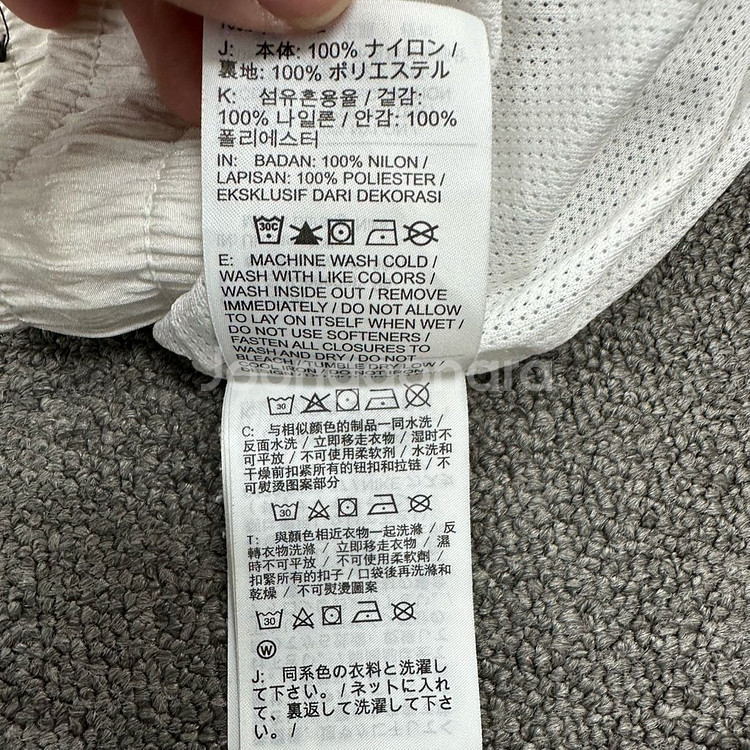 J: 本体: 100% ナイロン /
裏地: 100% ポリエステル
K: 섬유혼용율 / 겉감:
100% 나일론 / 안감: 100%
폴리에스터
IN: BADAN: 100% NILON /
LAPISAN: 100% POLIESTER /
EKSKLUSIF DARI DEKORASI
30C
E: MACHINE WASH COLD /
WASH WITH LIKE COLORS /
WASH INSIDE OUT / REMOVE
IMMEDIATELY / DO NOT ALLOW
TO LAY ON ITSELF WHEN WET /
DO NOT USE SOFTENERS /
FASTEN ALL CLOSURES TO
WASH AND DRY / DO NOT
BLEACH / TUMBLE DRY LOW /
COOL IRON / DO NOT IRON
Joonggonara
30
C: 与相似颜色的制品一同水洗 /
反面水洗 / 立即移走衣物 / 湿时不
可平放 / 不可使用柔软剂 / 水洗和
干燥前扣紧所有的钮扣和拉链 / 不
可熨烫图案部分
30
T: 與顏色相近衣物一起洗滌 / 反
轉衣物洗滌 / 立即移走衣物 / 濕
時不可平放 / 不可使用柔軟劑 /
扣緊所有的扣子 / 口袋後再洗滌和
乾燥 / 不可熨燙圖案
30
W
J: 同系色の衣料と洗濯し
て下さい。/ ネットに入れ
て、裏返して洗濯して下さ
い。/